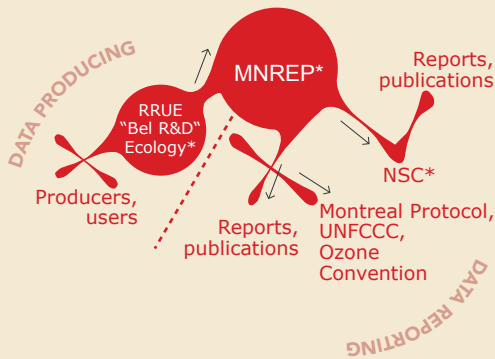 DATA PRODUCING
MNREP*
Reports,
publications
RRUE
"Bel R&D"
Ecology*
NSC*
Producers,
users
Reports,
publications
Montreal Protocol,
UNFCCC,
Ozone
Convention
DATA REPORTING